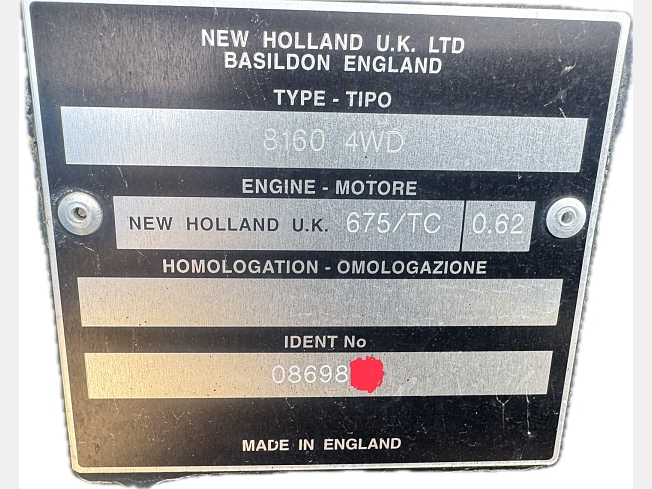 NEW HOLLAND U.K. LTD
BASILDON ENGLAND
TYPE - TIPO
8160 4WD
ENGINE - MOTORE
NEW HOLLAND U.K. 675/TC 0.62
HOMOLOGATION - OMOLOGAZIONE
IDENT No
08698
MADE IN ENGLAND